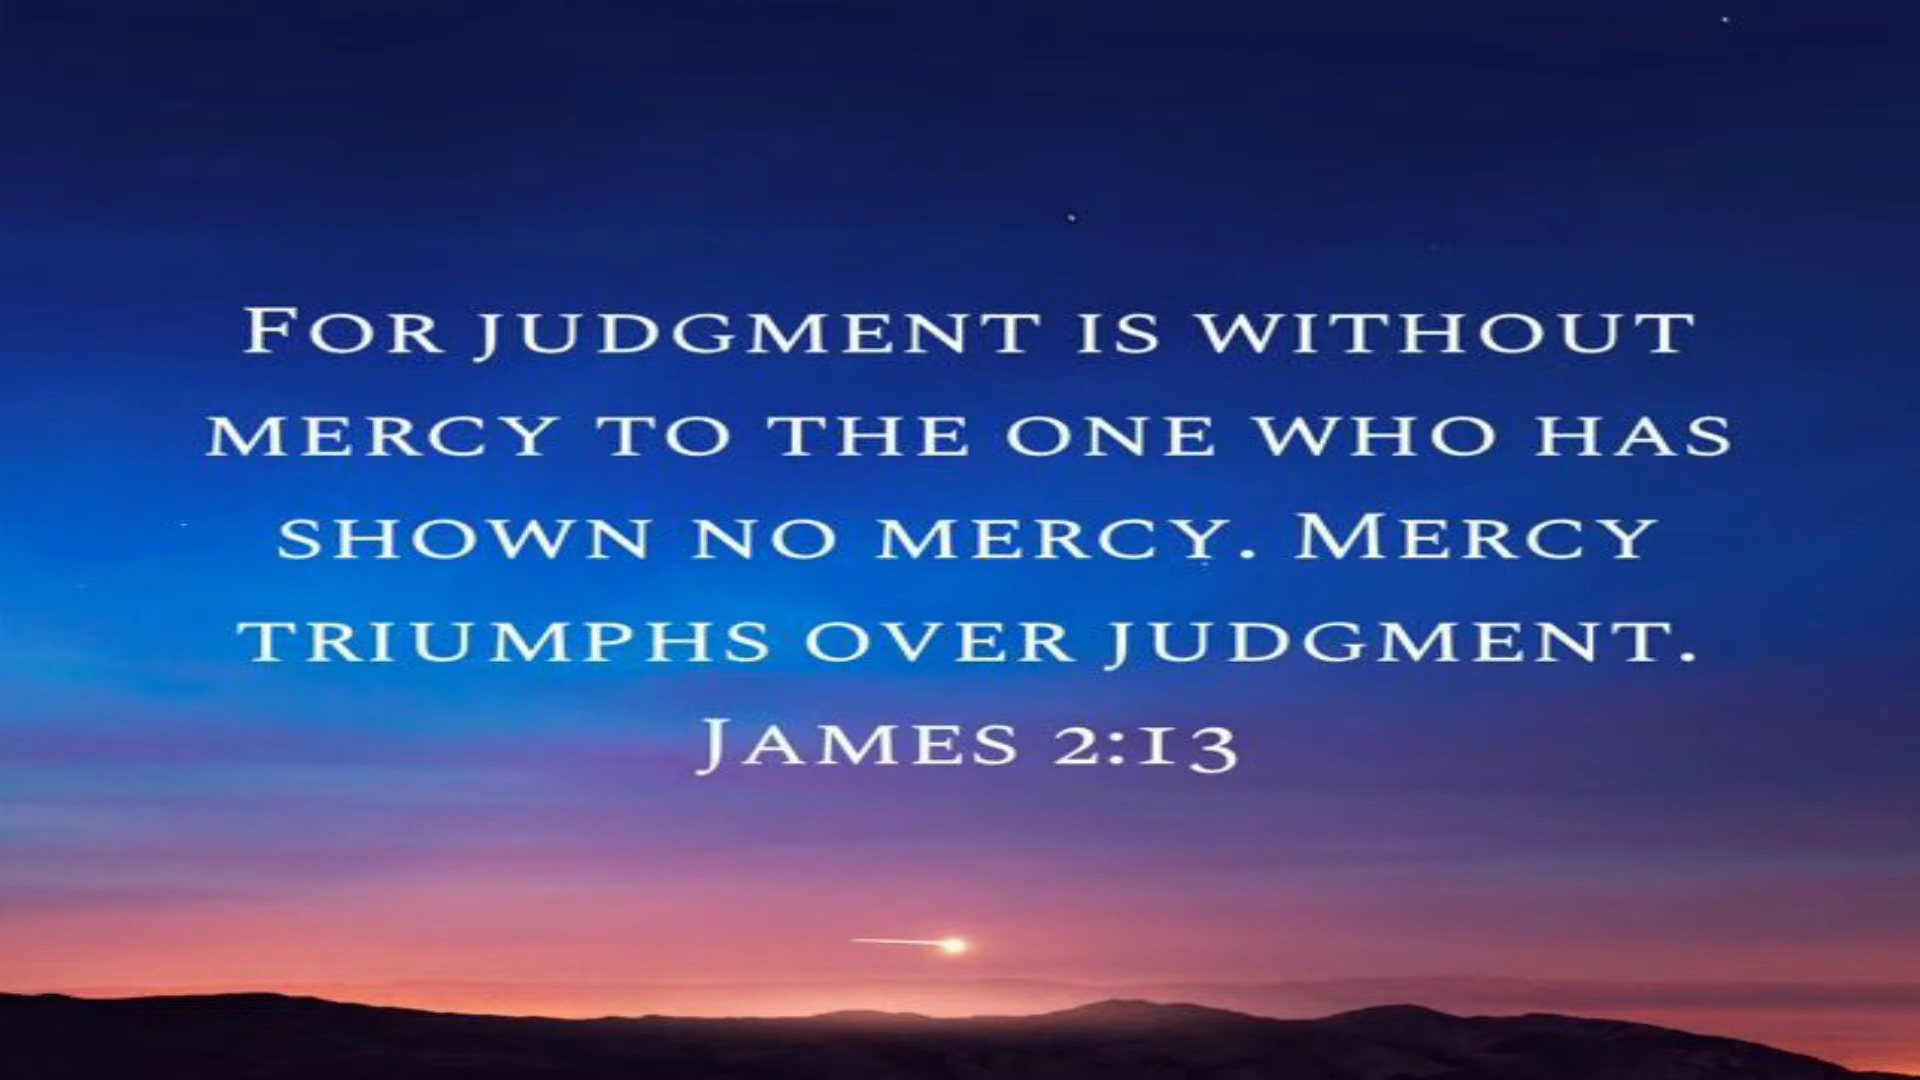 For judgment is without
mercy to the one who has
shown no mercy. Mercy
triumphs over judgment.
James 2:13